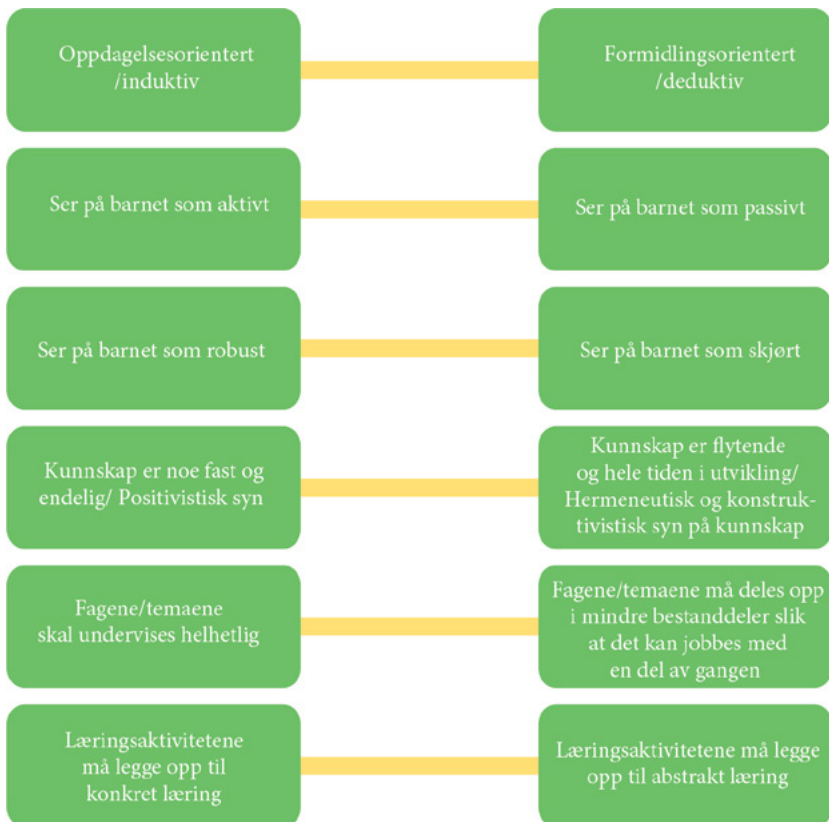 Oppdagelsesorientert
/induktiv
Formidlingsorientert
/deduktiv
Ser på barnet som aktivt
Ser på barnet som passivt
Ser på barnet som robust
Ser på barnet som skjørt
Kunnskap er noe fast og
endelig/ Positivistisk syn
Kunnskap er flytende
og hele tiden i utvikling/
Hermeneutisk og konstruk-
tivistisk syn på kunnskap
Fagene/temaene
skal undervises helhetlig
Fagene/temaene må deles opp
i mindre bestanddeler slik
at det kan jobbes med
en del av gangen
Læringsaktivitetene
må legge opp til
konkret læring
Læringsaktivitetene må legge
opp til abstrakt læring